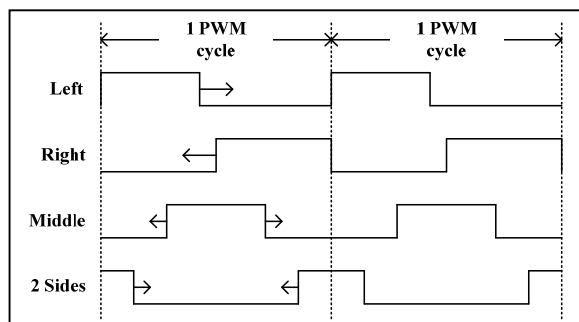 1 PWM
cycle
1 PWM
cycle
Left
Right
Middle
2 Sides